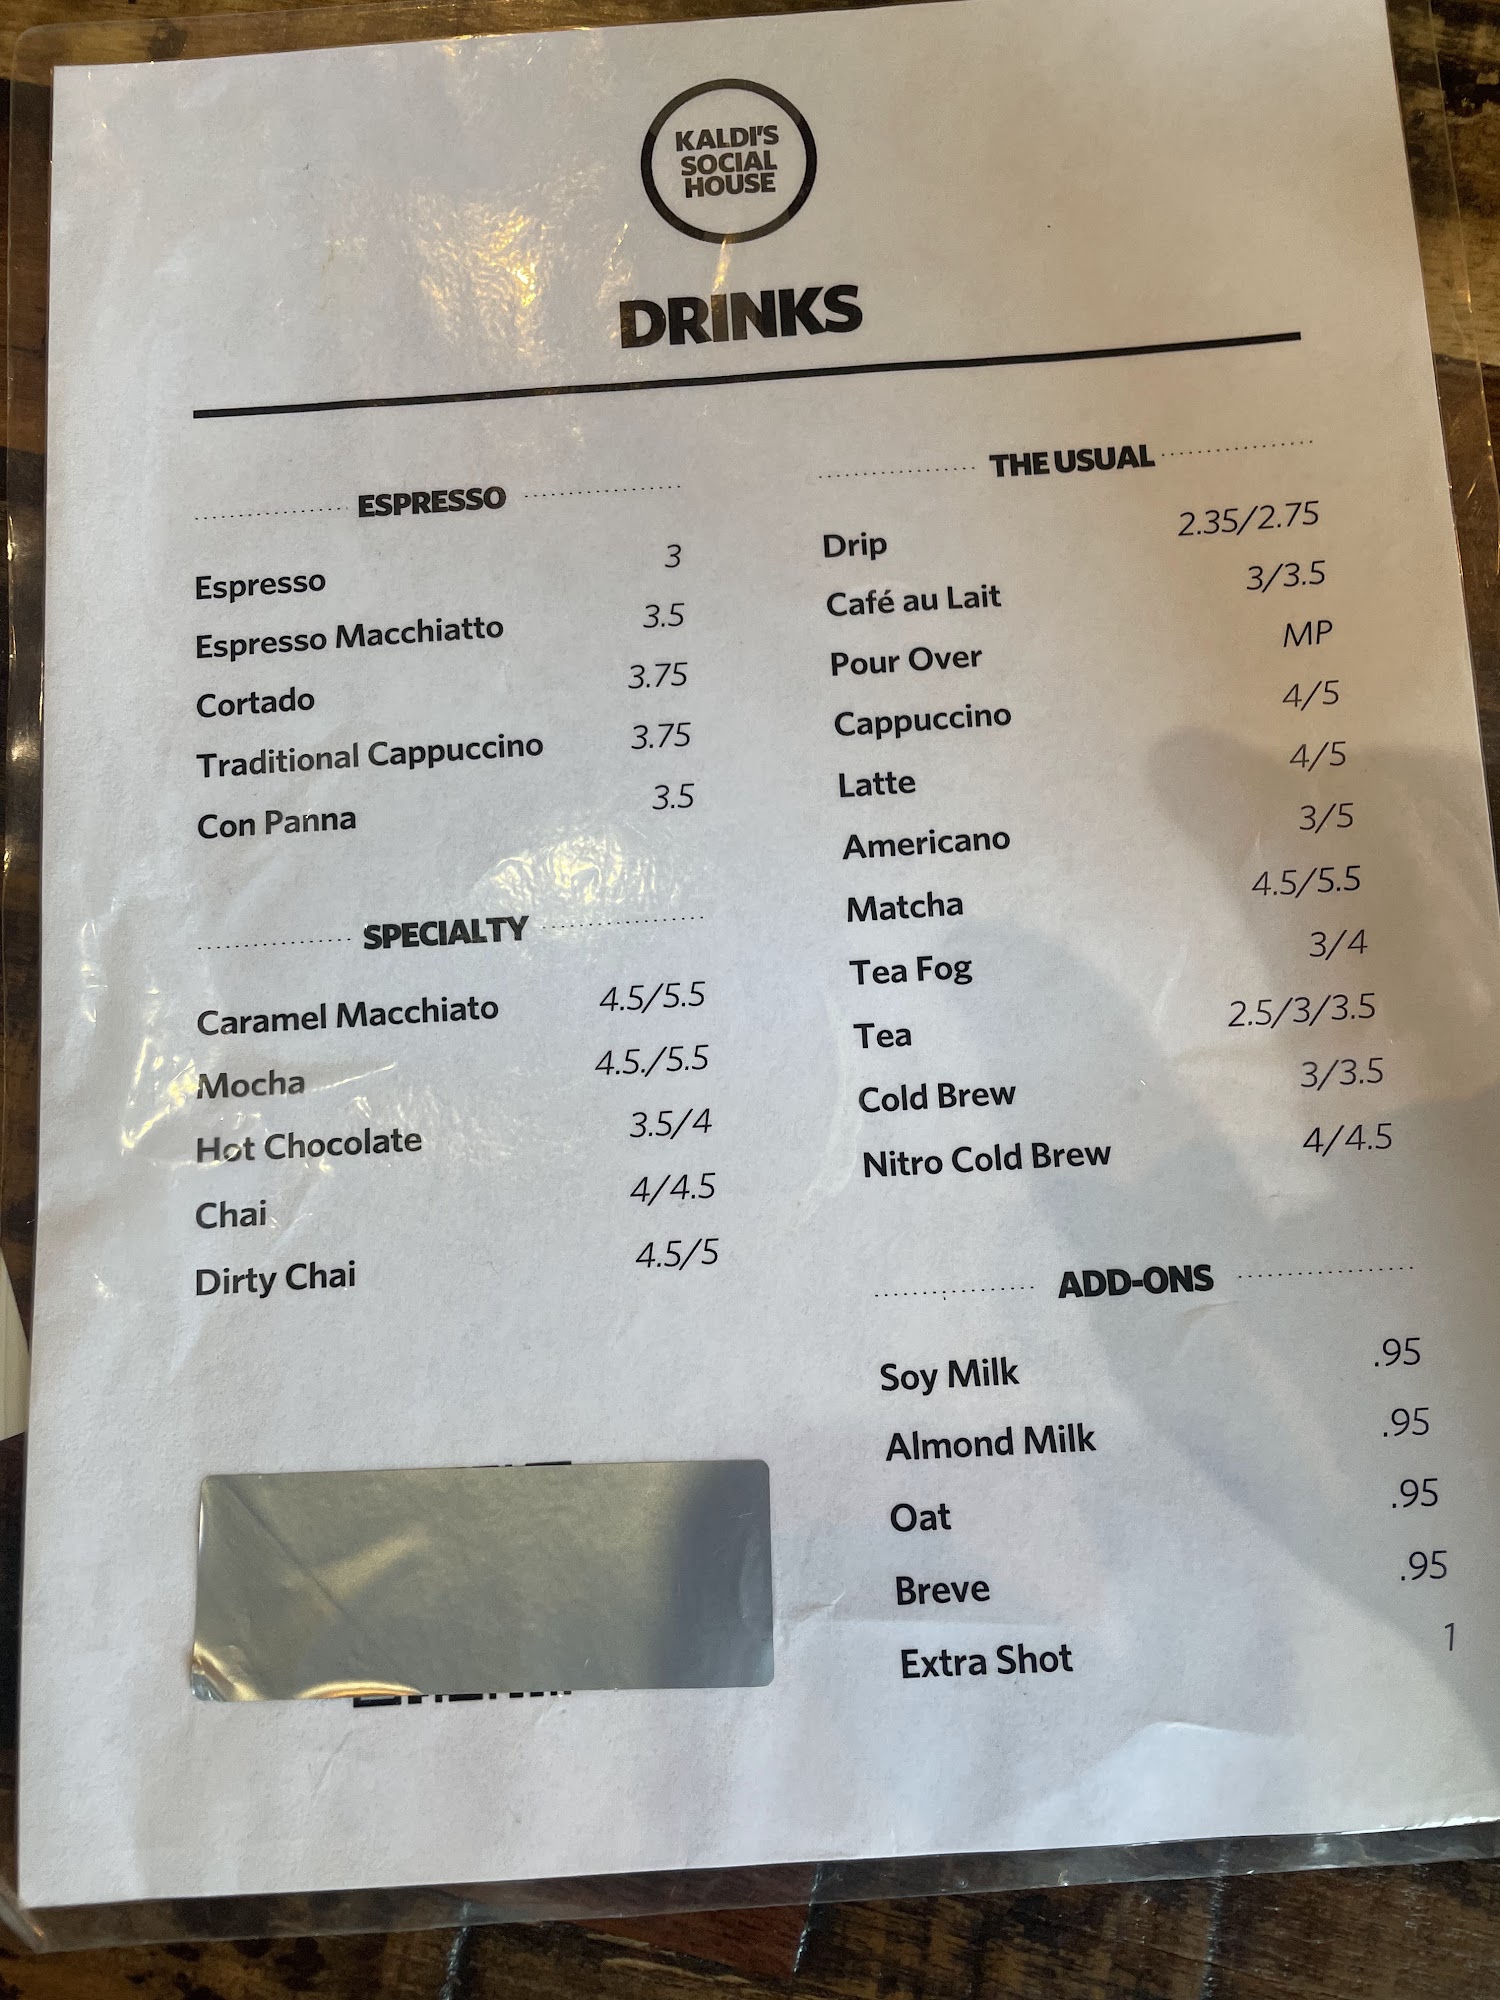 KALDI'S
SOCIAL
HOUSE
DRINKS
ESPRESSO
Espresso 3
Espresso Macchiatto 3.5
Cortado 3.75
Traditional Cappuccino 3.75
Con Panna 3.5
SPECIALTY
Caramel Macchiato 4.5/5.5
Mocha 4.5./5.5
Hot Chocolate 3.5/4
Chai 4/4.5
Dirty Chai 4.5/5
THE USUAL
Drip 2.35/2.75
Café au Lait 3/3.5
Pour Over MP
Cappuccino 4/5
Latte 4/5
Americano 3/5
Matcha 4.5/5.5
Tea Fog 3/4
Tea 2.5/3/3.5
Cold Brew 3/3.5
Nitro Cold Brew 4/4.5
ADD-ONS
Soy Milk .95
Almond Milk .95
Oat .95
Breve .95
Extra Shot 1